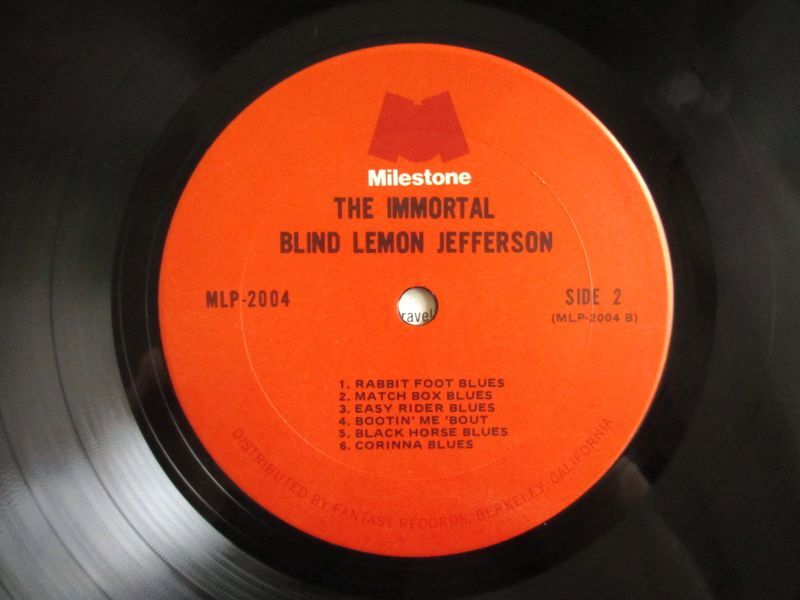 Milestone
THE IMMORTAL
BLIND LEMON JEFFERSON
MLP-2004
SIDE 2
(MLP-2004 B)
ravel
1. RABBIT FOOT BLUES
2. MATCH BOX BLUES
3. EASY RIDER BLUES
4. BOOTIN' ME 'BOUT
5. BLACK HORSE BLUES
6. CORINNA BLUES
DISTRIBUTED BY FANTASY RECORDS, BERKELEY, CALIFORNIA